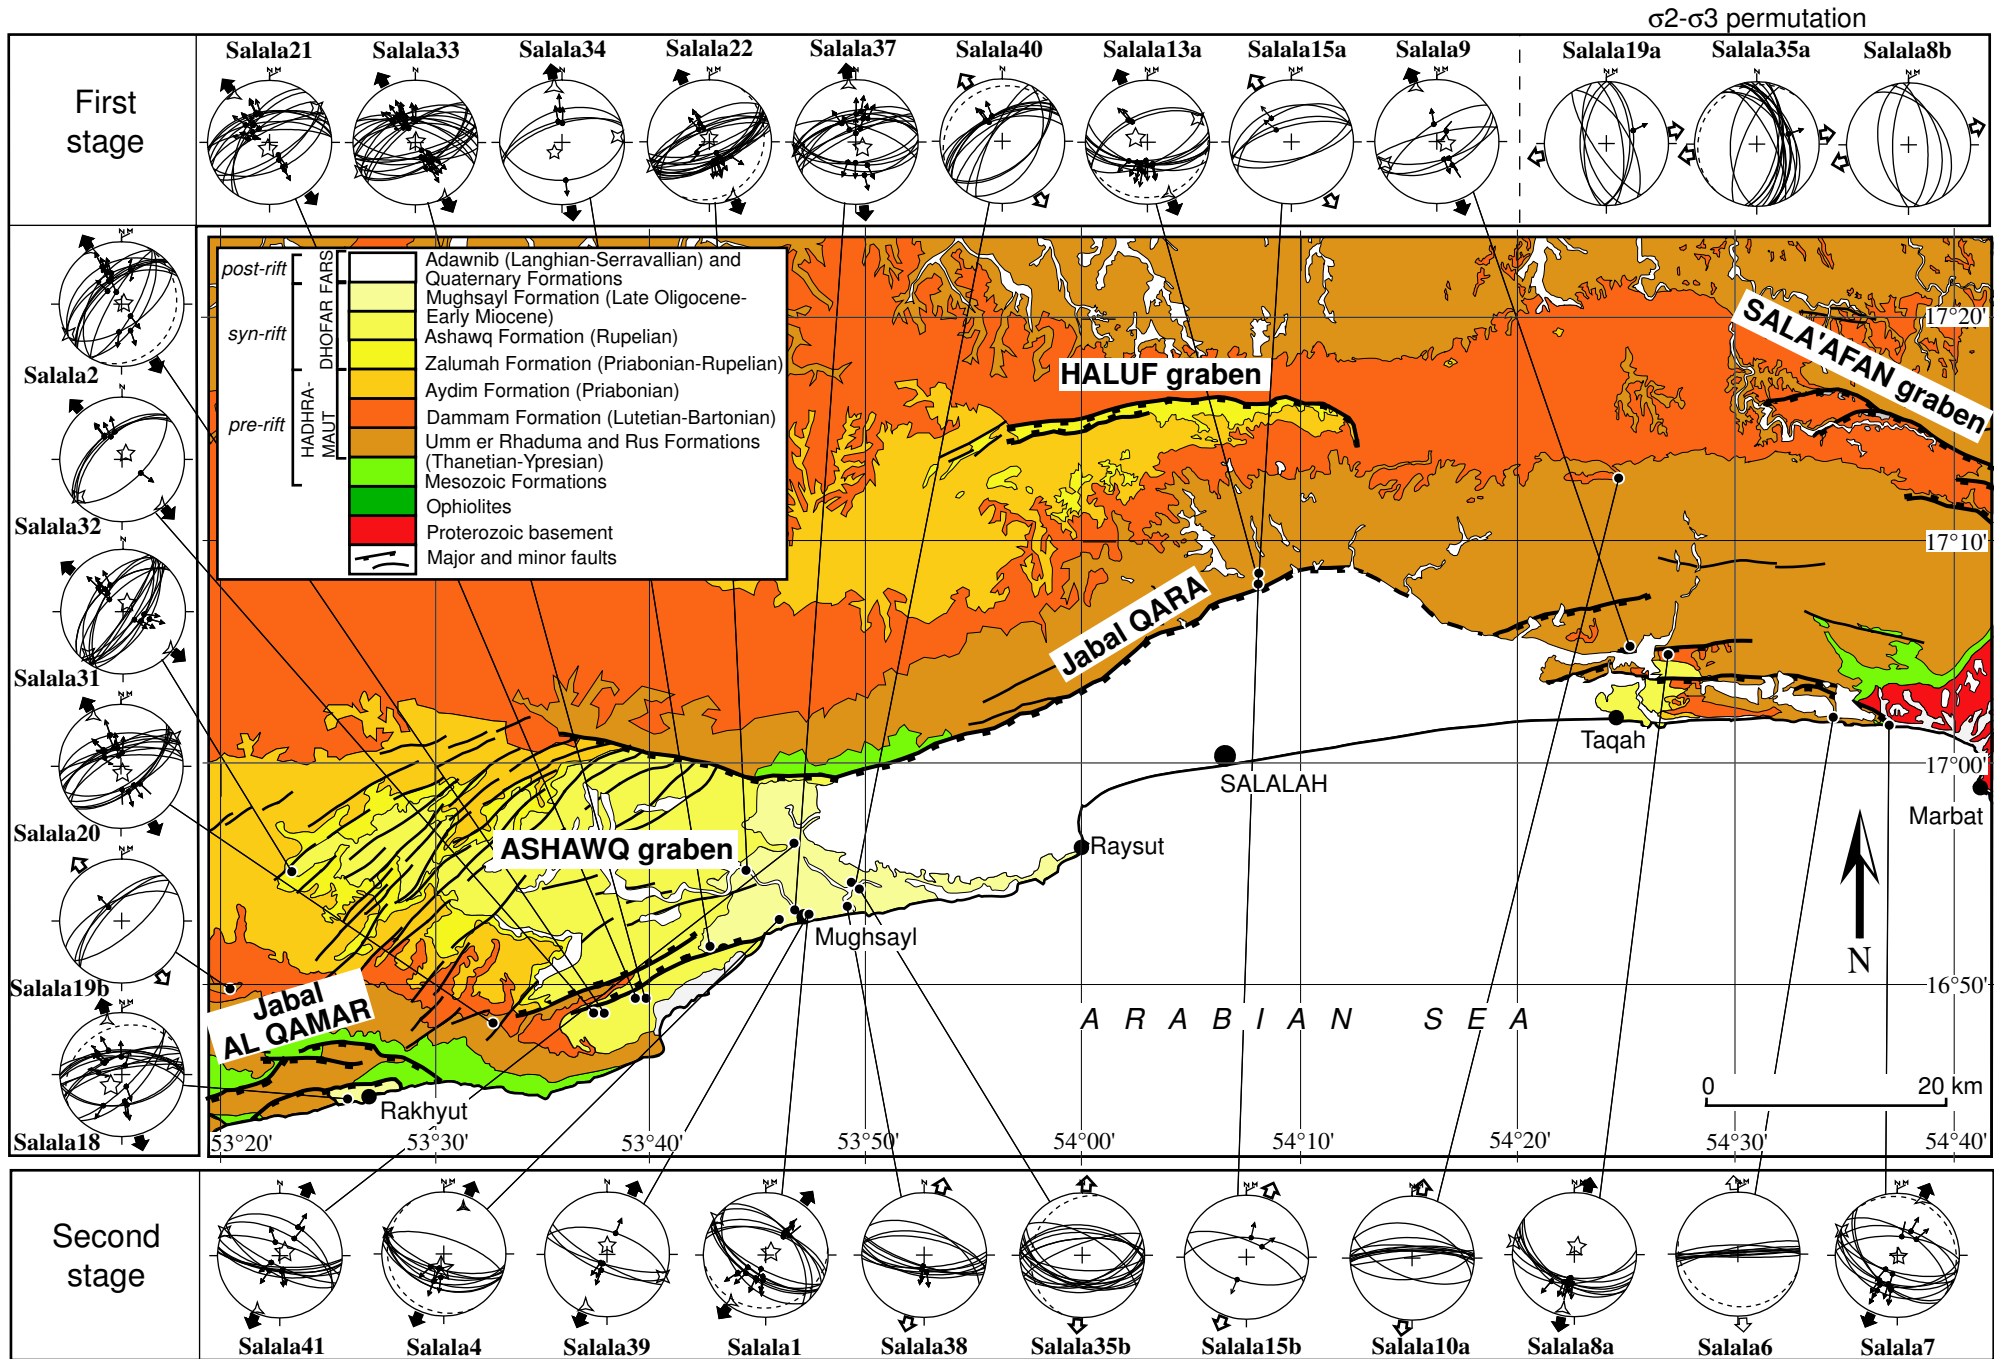 σ2-σ3 permutation
First
stage
Salala21
Salala33
Salala34
Salala22
Salala37
Salala40
Salala13a
Salala15a
Salala9
Salala19a
Salala35a
Salala8b
Salala2
Salala32
Salala31
Salala20
Salala19b
Salala18
post-rift
syn-rift
pre-rift
FARS
DHOFAR
HADHRA-
MAUT
Adawnib (Langhian-Serravallian) and
Quaternary Formations
Mughsayl Formation (Late Oligocene-
Early Miocene)
Ashawq Formation (Rupelian)
Zalumah Formation (Priabonian-Rupelian)
Aydim Formation (Priabonian)
Dammam Formation (Lutetian-Bartonian)
Umm er Rhaduma and Rus Formations
(Thanetian-Ypresian)
Mesozoic Formations
Ophiolites
Proterozoic basement
Major and minor faults
HALUF graben
SALA'AFAN graben
17°20'
17°10'
Jabal QARA
Taqah
SALALAH
17°00'
Marbat
ASHAWQ graben
Raysut
Mughsayl
N
Jabal
AL QAMAR
16°50'
ARABIAN SEA
0 20 km
Rakhyut
53°20'
53°30'
53°40'
53°50'
54°00'
54°10'
54°20'
54°30'
54°40'
Second
stage
Salala41
Salala4
Salala39
Salala1
Salala38
Salala35b
Salala15b
Salala10a
Salala8a
Salala6
Salala7